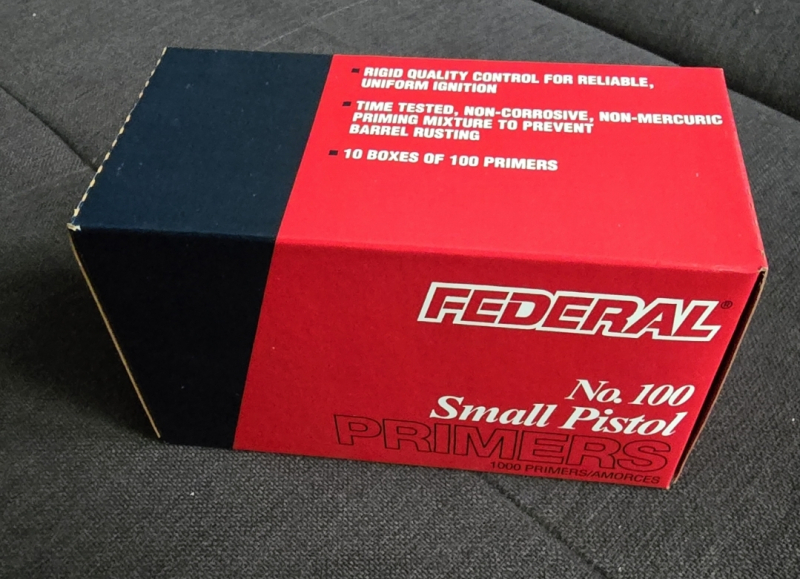 ▪ RIGID QUALITY CONTROL FOR RELIABLE,
UNIFORM IGNITION
▪ TIME TESTED, NON-CORROSIVE, NON-MERCURIC
PRIMING MIXTURE TO PREVENT
BARREL RUSTING
▪ 10 BOXES OF 100 PRIMERS
FEDERAL®
No. 100
Small Pistol
PRIMERS
1000 PRIMERS/AMORCES